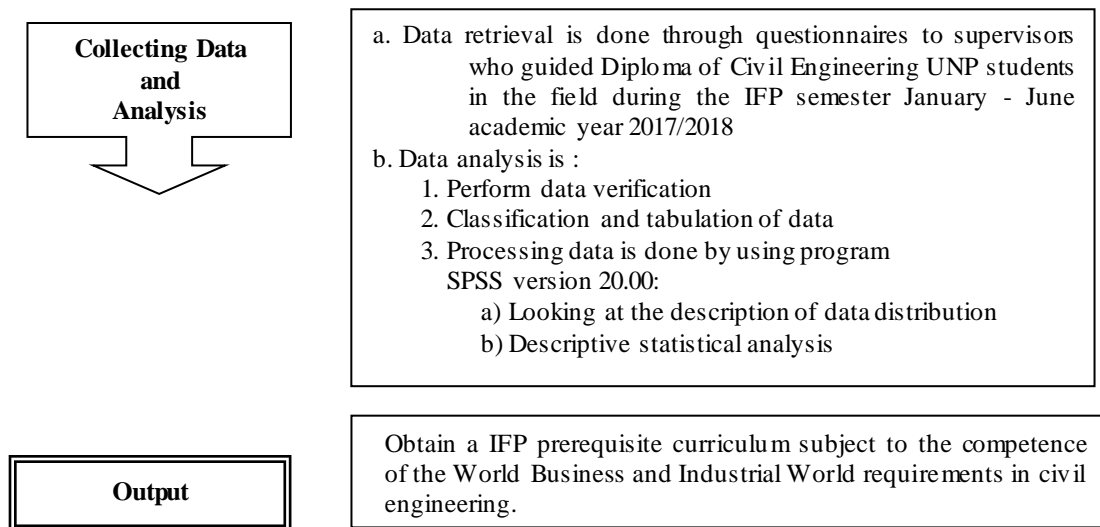 Collecting Data
and
Analysis
a. Data retrieval is done through questionnaires to supervisors
who guided Diploma of Civil Engineering UNP students
in the field during the IFP semester January - June
academic year 2017/2018
b. Data analysis is :
1. Perform data verification
2. Classification and tabulation of data
3. Processing data is done by using program
SPSS version 20.00:
a) Looking at the description of data distribution
b) Descriptive statistical analysis
Output
Obtain a IFP prerequisite curriculum subject to the competence
of the World Business and Industrial World requirements in civil
engineering.